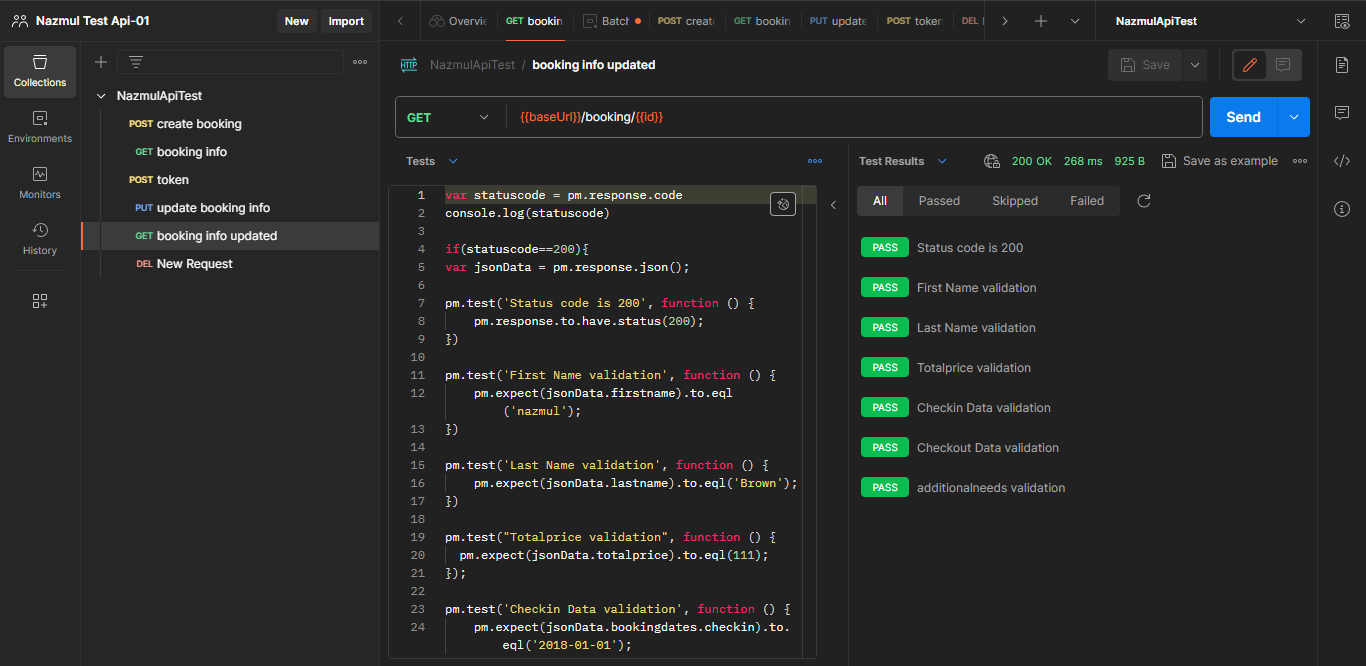 Nazmul Test Api-01
New
Import
Overvi
GET bookin
Batch
POST creat
GET bookin
PUT update
POST token
DEL
NazmulApiTest
Collections
Environments
Monitors
History
NazmulApiTest
POST create booking
GET booking info
POST token
PUT update booking info
GET booking info updated
DEL New Request
HTTP NazmulApiTest / booking info updated
Save
GET
{{baseUrl}}/booking/{{id}}
Send
Tests
1 var statuscode = pm.response.code
2 console.log(statuscode)
3
4 if(statuscode==200){
5 var jsonData = pm.response.json();
6
7 pm.test('Status code is 200', function () {
8 pm.response.to.have.status(200);
9 })
10
11 pm.test('First Name validation', function () {
12 pm.expect(jsonData.firstname).to.eql
('nazmul');
13 })
14
15 pm.test('Last Name validation', function () {
16 pm.expect(jsonData.lastname).to.eql('Brown');
17 })
18
19 pm.test("Totalprice validation", function () {
20 pm.expect(jsonData.totalprice).to.eql(111);
21 });
22
23 pm.test('Checkin Data validation', function () {
24 pm.expect(jsonData.bookingdates.checkin).to.
eql('2018-01-01');
Test Results
200 OK 268 ms 925 B
Save as example
All Passed Skipped Failed
PASS Status code is 200
PASS First Name validation
PASS Last Name validation
PASS Totalprice validation
PASS Checkin Data validation
PASS Checkout Data validation
PASS additionalneeds validation